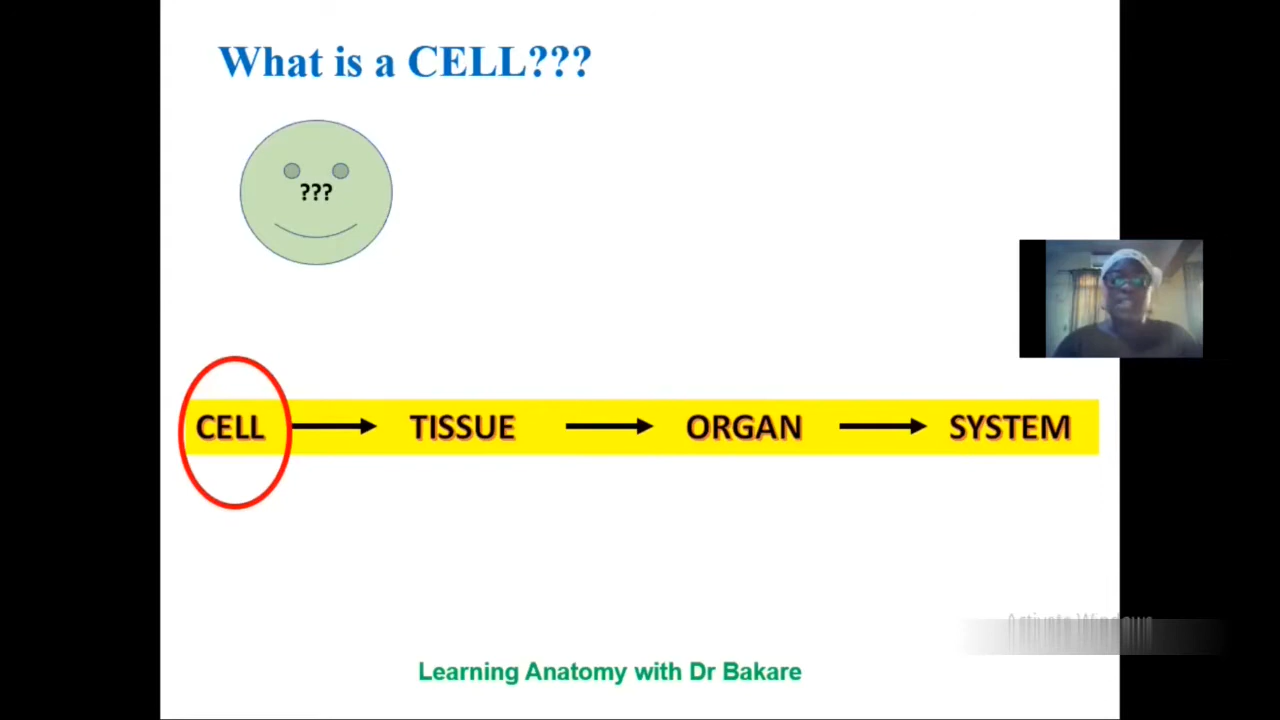 What is a CELL???
???
CELL TISSUE ORGAN SYSTEM
Learning Anatomy with Dr Bakare